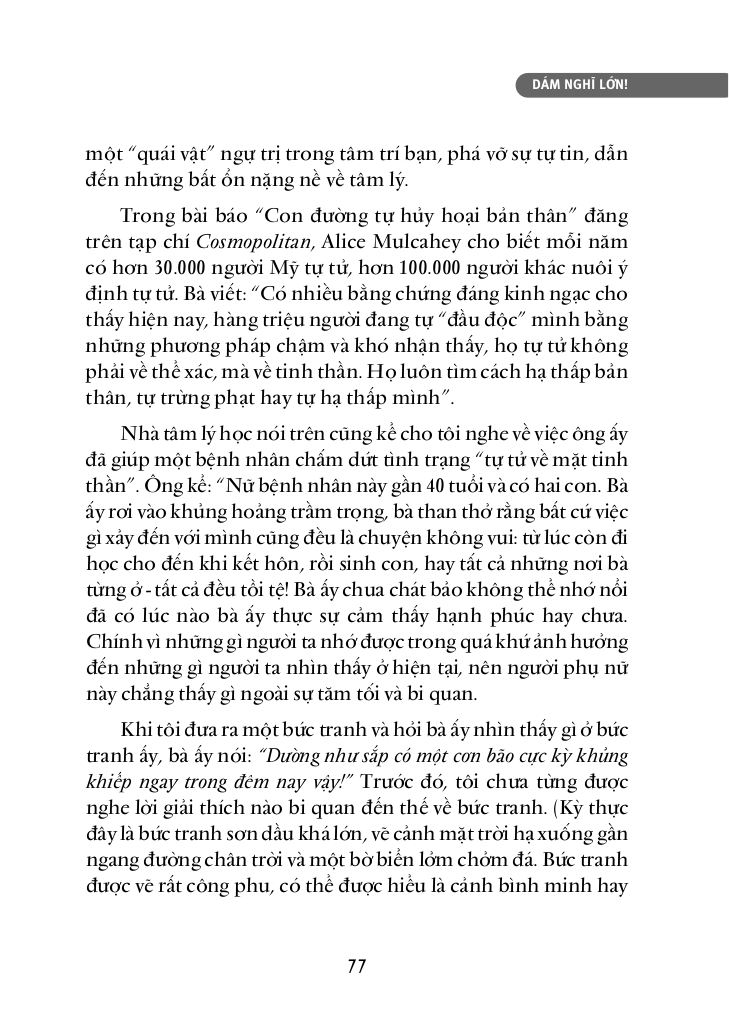 DÁM NGHĨ LỚN!
một “quái vật” ngự trị trong tâm trí bạn, phá vỡ sự tự tin, dẫn
đến những bất ổn nặng nề về tâm lý.
Trong bài báo “Con đường tự hủy hoại bản thân” đăng
trên tạp chí Cosmopolitan, Alice Mulcahey cho biết mỗi năm
có hơn 30.000 người Mỹ tự tử, hơn 100.000 người khác nuôi ý
định tự tử. Bà viết: “Có nhiều bằng chứng đáng kinh ngạc cho
thấy hiện nay, hàng triệu người đang tự “đầu độc” mình bằng
những phương pháp chậm và khó nhận thấy, họ tự tử không
phải về thể xác, mà về tinh thần. Họ luôn tìm cách hạ thấp bản
thân, tự trừng phạt hay tự hạ thấp mình”.
Nhà tâm lý học nói trên cũng kể cho tôi nghe về việc ông ấy
đã giúp một bệnh nhân chấm dứt tình trạng “tự tử về mặt tinh
thần”. Ông kể: “Nữ bệnh nhân này gần 40 tuổi và có hai con. Bà
ấy rơi vào khủng hoảng trầm trọng, bà than thở rằng bất cứ việc
gì xảy đến với mình cũng đều là chuyện không vui: từ lúc còn đi
học cho đến khi kết hôn, rồi sinh con, hay tất cả những nơi bà
từng ở - tất cả đều tồi tệ! Bà ấy chua chát bảo không thể nhớ nổi
đã có lúc nào bà ấy thực sự cảm thấy hạnh phúc hay chưa.
Chính vì những gì người ta nhớ được trong quá khứ ảnh hưởng
đến những gì người ta nhìn thấy ở hiện tại, nên người phụ nữ
này chẳng thấy gì ngoài sự tăm tối và bi quan.
Khi tôi đưa ra một bức tranh và hỏi bà ấy nhìn thấy gì ở bức
tranh ấy, bà ấy nói: “Dường như sắp có một cơn bão cực kỳ khủng
khiếp ngay trong đêm nay vậy!” Trước đó, tôi chưa từng được
nghe lời giải thích nào bi quan đến thế về bức tranh. (Kỳ thực
đây là bức tranh sơn dầu khá lớn, vẽ cảnh mặt trời hạ xuống gần
ngang đường chân trời và một bờ biển lởm chởm đá. Bức tranh
được vẽ rất công phu, có thể được hiểu là cảnh bình minh hay
77